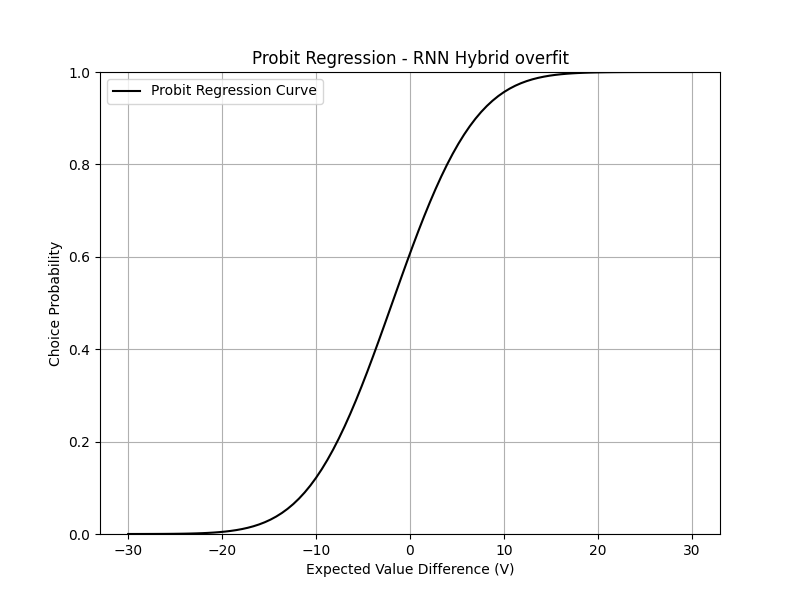 Probit Regression - RNN Hybrid overfit
Probit Regression Curve
1.0
0.8
0.6
0.4
0.2
0.0
Choice Probability
−30 −20 −10 0 10 20 30
Expected Value Difference (V)